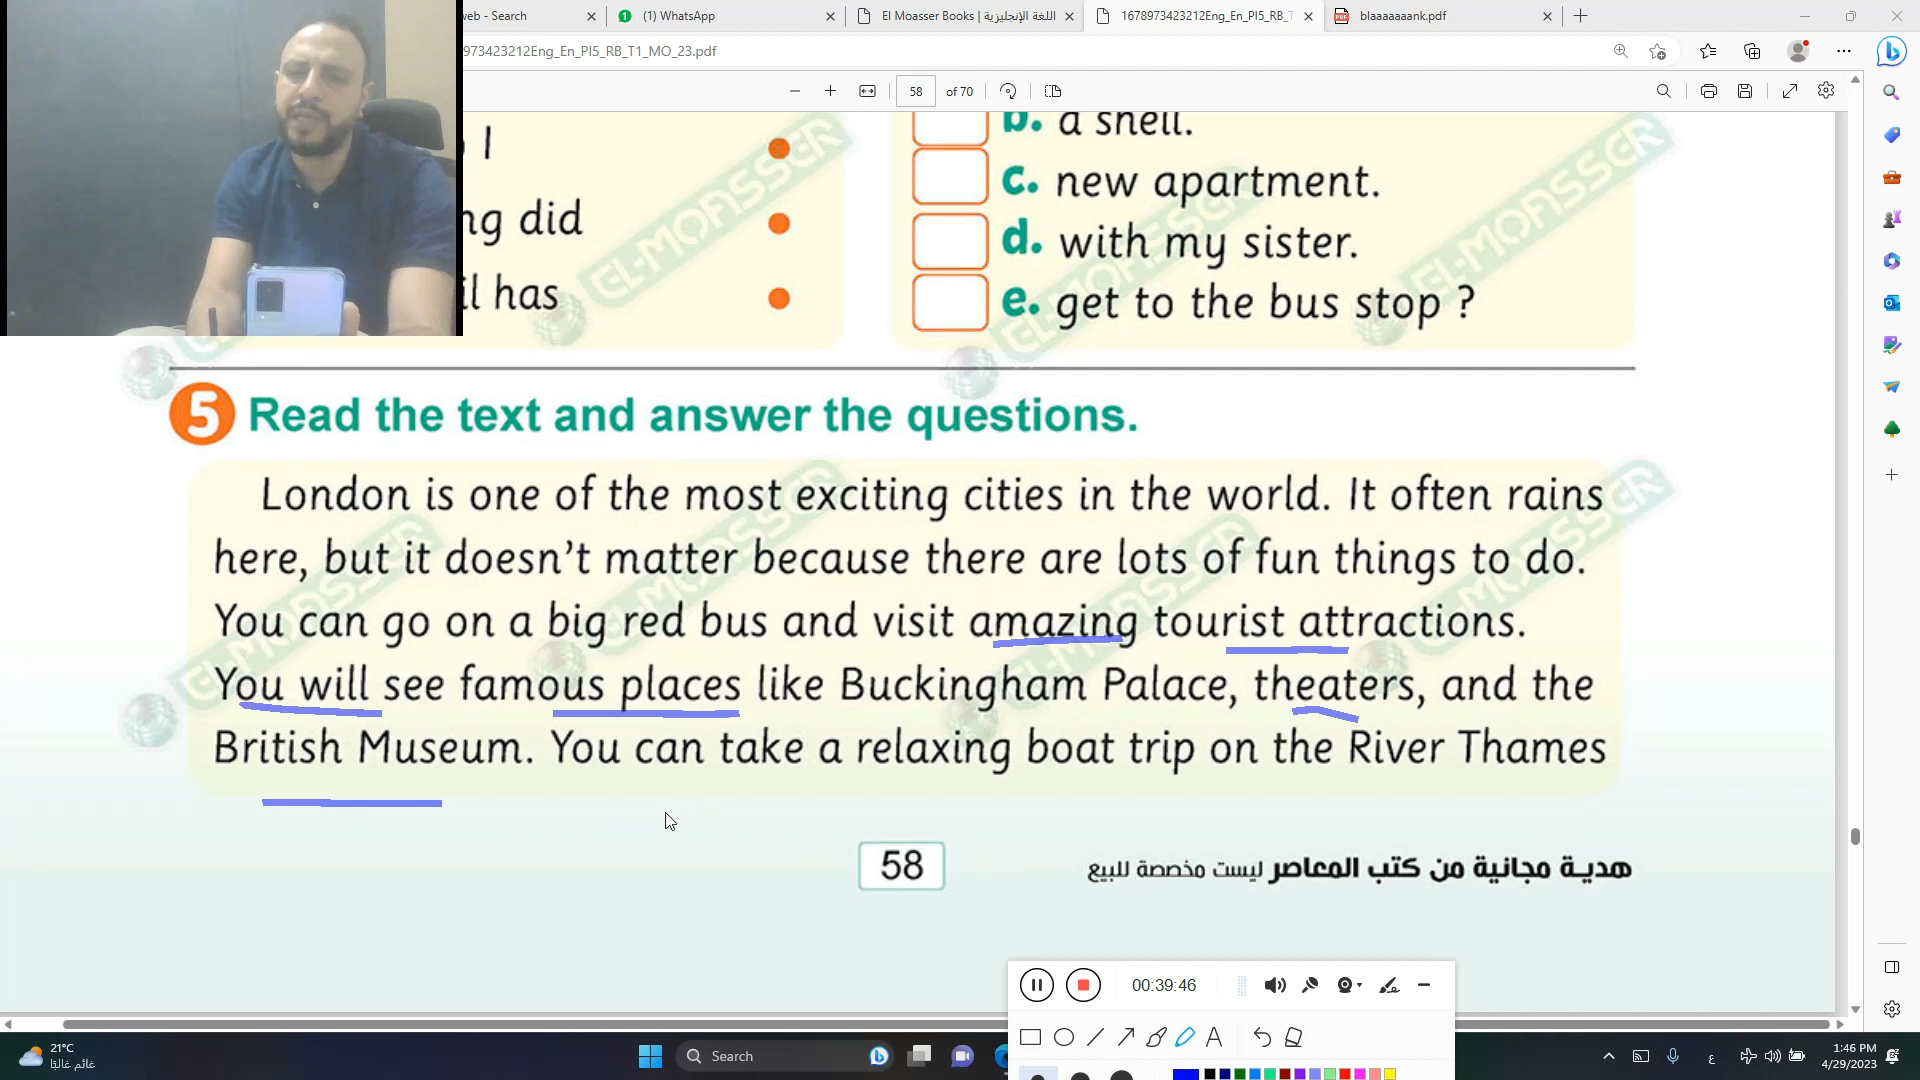 web - Search
(1) WhatsApp
El Moasser Books | اللغة الإنجليزية
1678973423212Eng_En_PI5_RB_T
blaaaaaaank.pdf
973423212Eng_En_PI5_RB_T1_MO_23.pdf
58 of 70
I
ng did
il has
b. a shell.
c. new apartment.
d. with my sister.
e. get to the bus stop ?
5 Read the text and answer the questions.
London is one of the most exciting cities in the world. It often rains
here, but it doesn't matter because there are lots of fun things to do.
You can go on a big red bus and visit amazing tourist attractions.
You will see famous places like Buckingham Palace, theaters, and the
British Museum. You can take a relaxing boat trip on the River Thames
58
هدية مجانية من كتب المعاصر ليست مخصصة للبيع
EL-MOASSER
00:39:46
21°C
غائم غالبًا
Search
ع
1:46 PM
4/29/2023